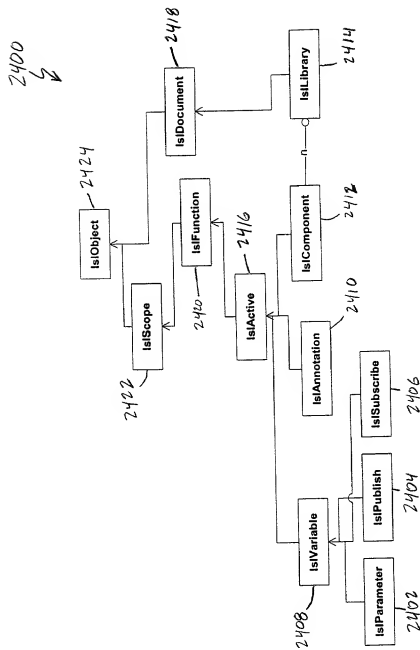 2400
2424
IslObject
2418
IslDocument
2422
IslScope
2420
IslFunction
2414
IslLibrary
2416
IslActive
n
2412
IslComponent
2410
IslAnnotation
2408
IslVariable
2406
IslSubscribe
2404
IslPublish
2402
IslParameter